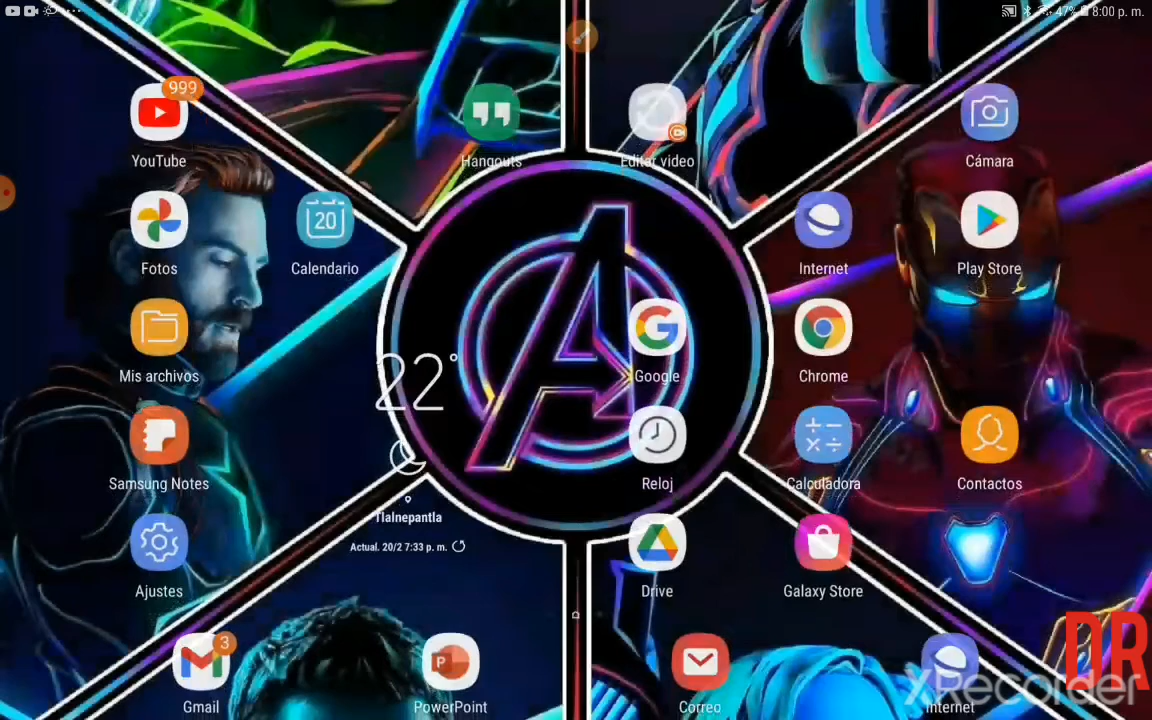 47% 8:00 p. m.
999
YouTube
Hangouts
Editar video
Cámara
20
Fotos
Calendario
Internet
Play Store
Mis archivos
22°
Google
Chrome
Samsung Notes
Reloj
Calculadora
Contactos
Tlalnepantla
Actual. 20/2 7:33 p. m.
Ajustes
Drive
Galaxy Store
3
P
Gmail
PowerPoint
Correo
Internet
DR
XRecorder